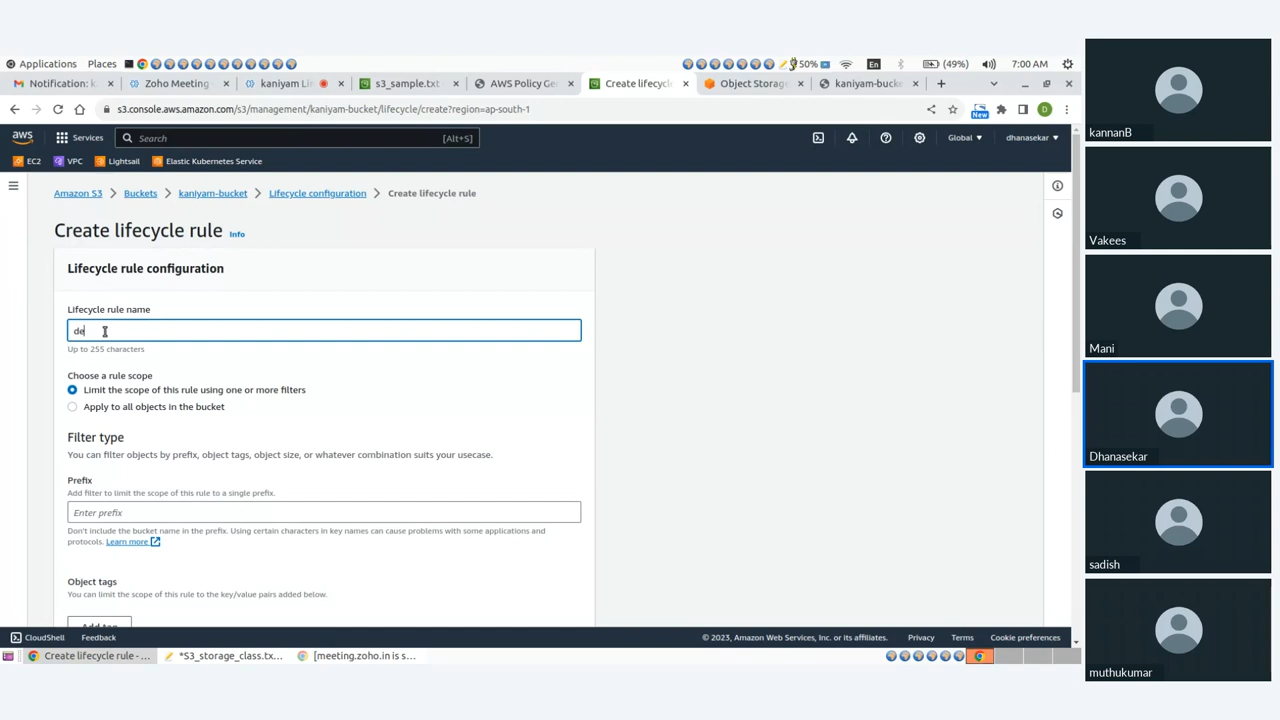 Applications Places 50% En (49%) 7:00 AM
Notification: k Zoho Meeting kaniyam Lin s3_sample.txt AWS Policy Gen Create lifecycl Object Storag kaniyam-buck
s3.console.aws.amazon.com/s3/management/kaniyam-bucket/lifecycle/create?region=ap-south-1 New D
aws Services Search [Alt+S] Global dhanasekar
EC2 VPC Lightsail Elastic Kubernetes Service
Amazon S3 Buckets kaniyam-bucket Lifecycle configuration Create lifecycle rule
Create lifecycle rule Info
Lifecycle rule configuration
Lifecycle rule name
de
Up to 255 characters
Choose a rule scope
Limit the scope of this rule using one or more filters
Apply to all objects in the bucket
Filter type
You can filter objects by prefix, object tags, object size, or whatever combination suits your usecase.
Prefix
Add filter to limit the scope of this rule to a single prefix.
Enter prefix
Don't include the bucket name in the prefix. Using certain characters in key names can cause problems with some applications and
protocols. Learn more
Object tags
You can limit the scope of this rule to the key/value pairs added below.
Add tag
CloudShell Feedback © 2023, Amazon Web Services, Inc. or its affiliates. Privacy Terms Cookie preferences
Create lifecycle rule - ... *S3_storage_class.tx... [meeting.zoho.in is s...
kannanB
Vakees
Mani
Dhanasekar
sadish
muthukumar